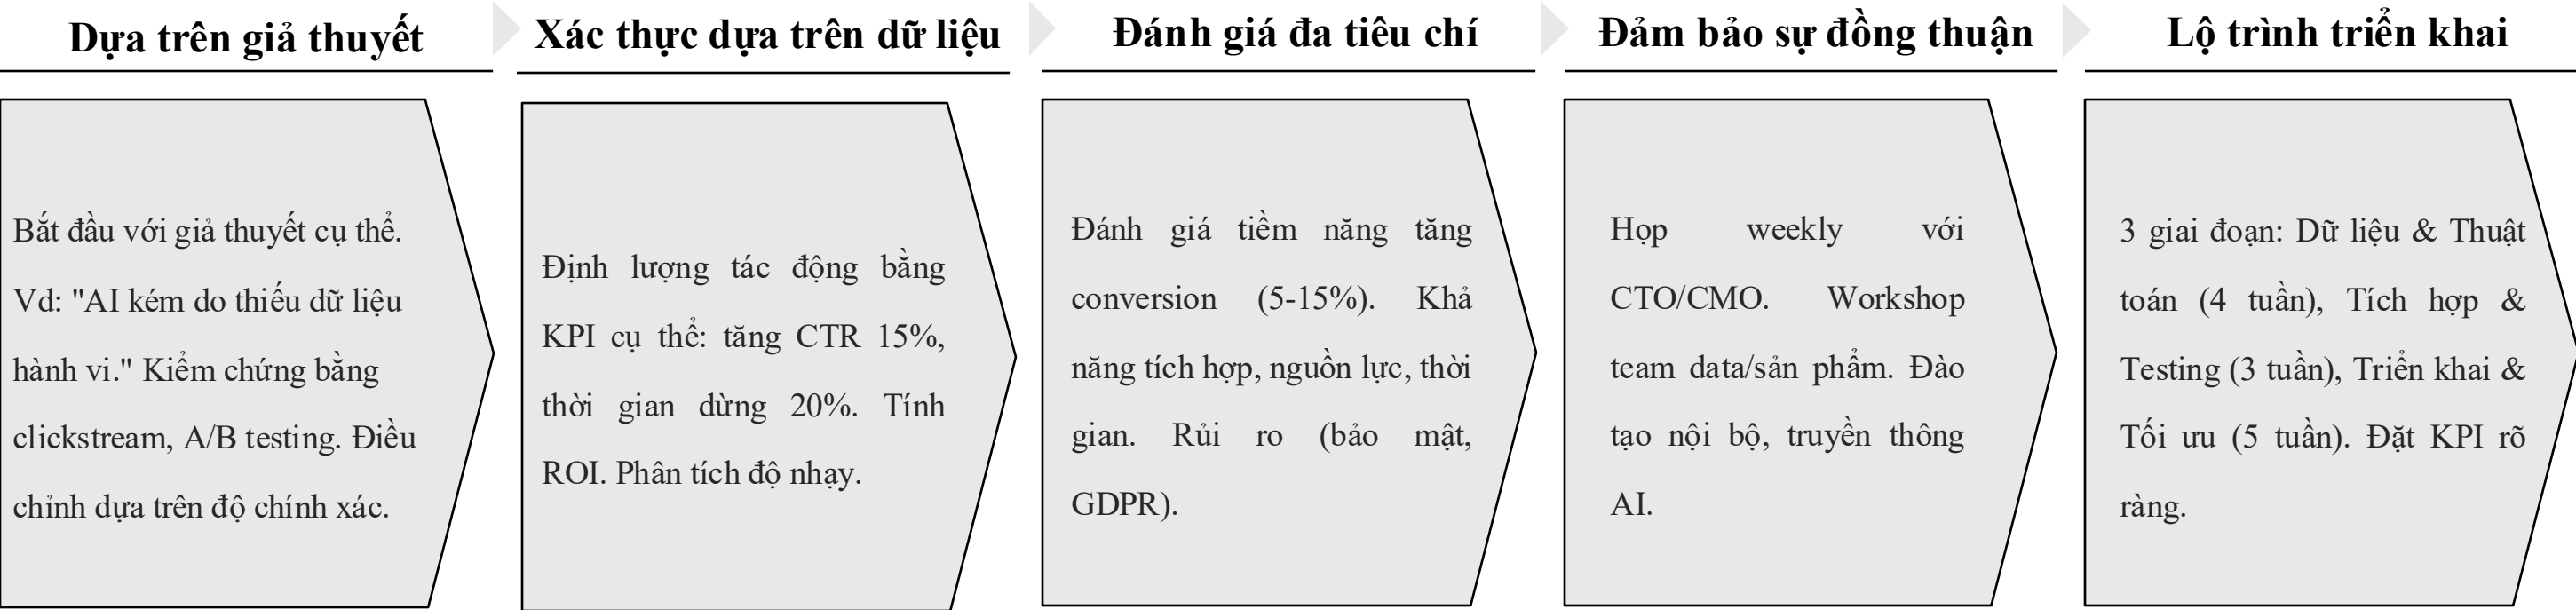 Dựa trên giả thuyết
Bắt đầu với giả thuyết cụ thể.
Vd: "AI kém do thiếu dữ liệu
hành vi." Kiểm chứng bằng
clickstream, A/B testing. Điều
chỉnh dựa trên độ chính xác.
Xác thực dựa trên dữ liệu
Định lượng tác động bằng
KPI cụ thể: tăng CTR 15%,
thời gian dừng 20%. Tính
ROI. Phân tích độ nhạy.
Đánh giá đa tiêu chí
Đánh giá tiềm năng tăng
conversion (5-15%). Khả
năng tích hợp, nguồn lực, thời
gian. Rủi ro (bảo mật,
GDPR).
Đảm bảo sự đồng thuận
Họp weekly với
CTO/CMO. Workshop
team data/sản phẩm. Đào
tạo nội bộ, truyền thông
AI.
Lộ trình triển khai
3 giai đoạn: Dữ liệu & Thuật
toán (4 tuần), Tích hợp &
Testing (3 tuần), Triển khai &
Tối ưu (5 tuần). Đặt KPI rõ
ràng.